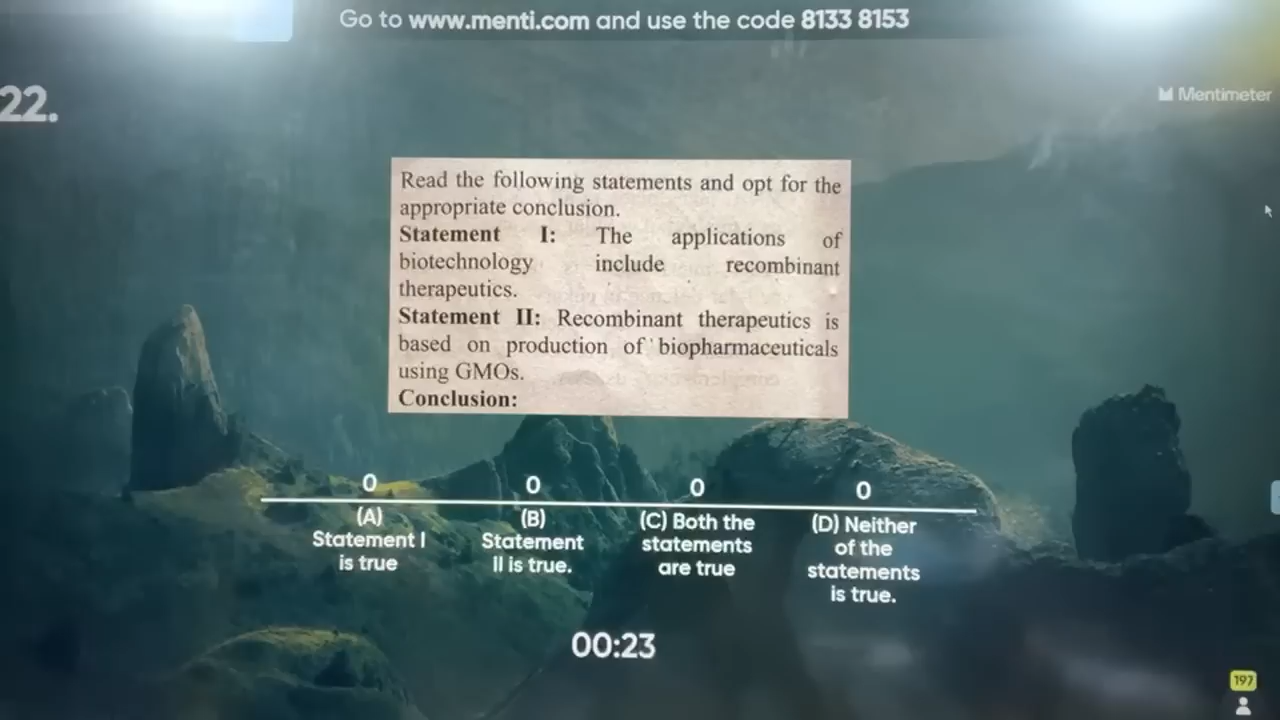 Go to www.menti.com and use the code 8133 8153
22.
Mentimeter
Read the following statements and opt for the
appropriate conclusion.
Statement I: The applications of
biotechnology include recombinant
therapeutics.
Statement II: Recombinant therapeutics is
based on production of biopharmaceuticals
using GMOs.
Conclusion:
0 0 0 0
(A)
Statement I
is true
(B)
Statement
II is true.
(C) Both the
statements
are true
(D) Neither
of the
statements
is true.
00:23
197